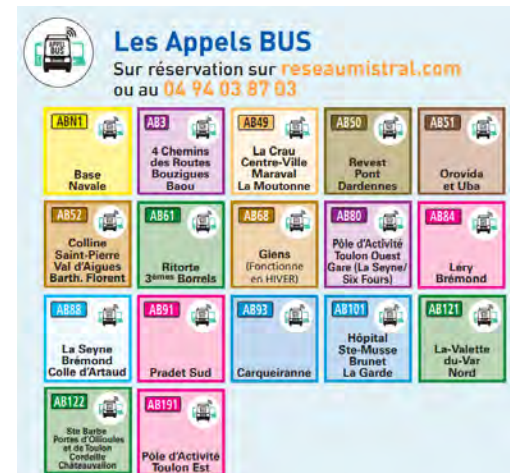 APPEL
BUS
Les Appels BUS
Sur réservation sur reseaumistral.com
ou au 04 94 03 87 03
ABN1
Base
Navale
AB3
4 Chemins
des Routes
Bouzigues
Baou
AB49
La Crau
Centre-Ville
Maraval
La Moutonne
AB50
Revest
Pont
Dardennes
AB51
Orovida
et Uba
AB52
Colline
Saint-Pierre
Val d'Aigues
Barth. Florent
AB61
Ritorte
3èmes Borrels
AB68
Giens
(Fonctionne
en HIVER)
AB80
Pôle d'Activité
Toulon Ouest
Gare (La Seyne/
Six Fours)
AB84
Léry
Brémond
AB88
La Seyne
Brémond
Colle d'Artaud
AB91
Pradet Sud
AB93
Carqueiranne
AB101
Hôpital
Ste-Musse
Brunet
La Garde
AB121
La-Valette
du-Var
Nord
AB122
Ste Barbe
Portes d'Ollioules
et de Toulon
Cordeille
Châteauvallon
AB191
Pôle d'Activité
Toulon Est